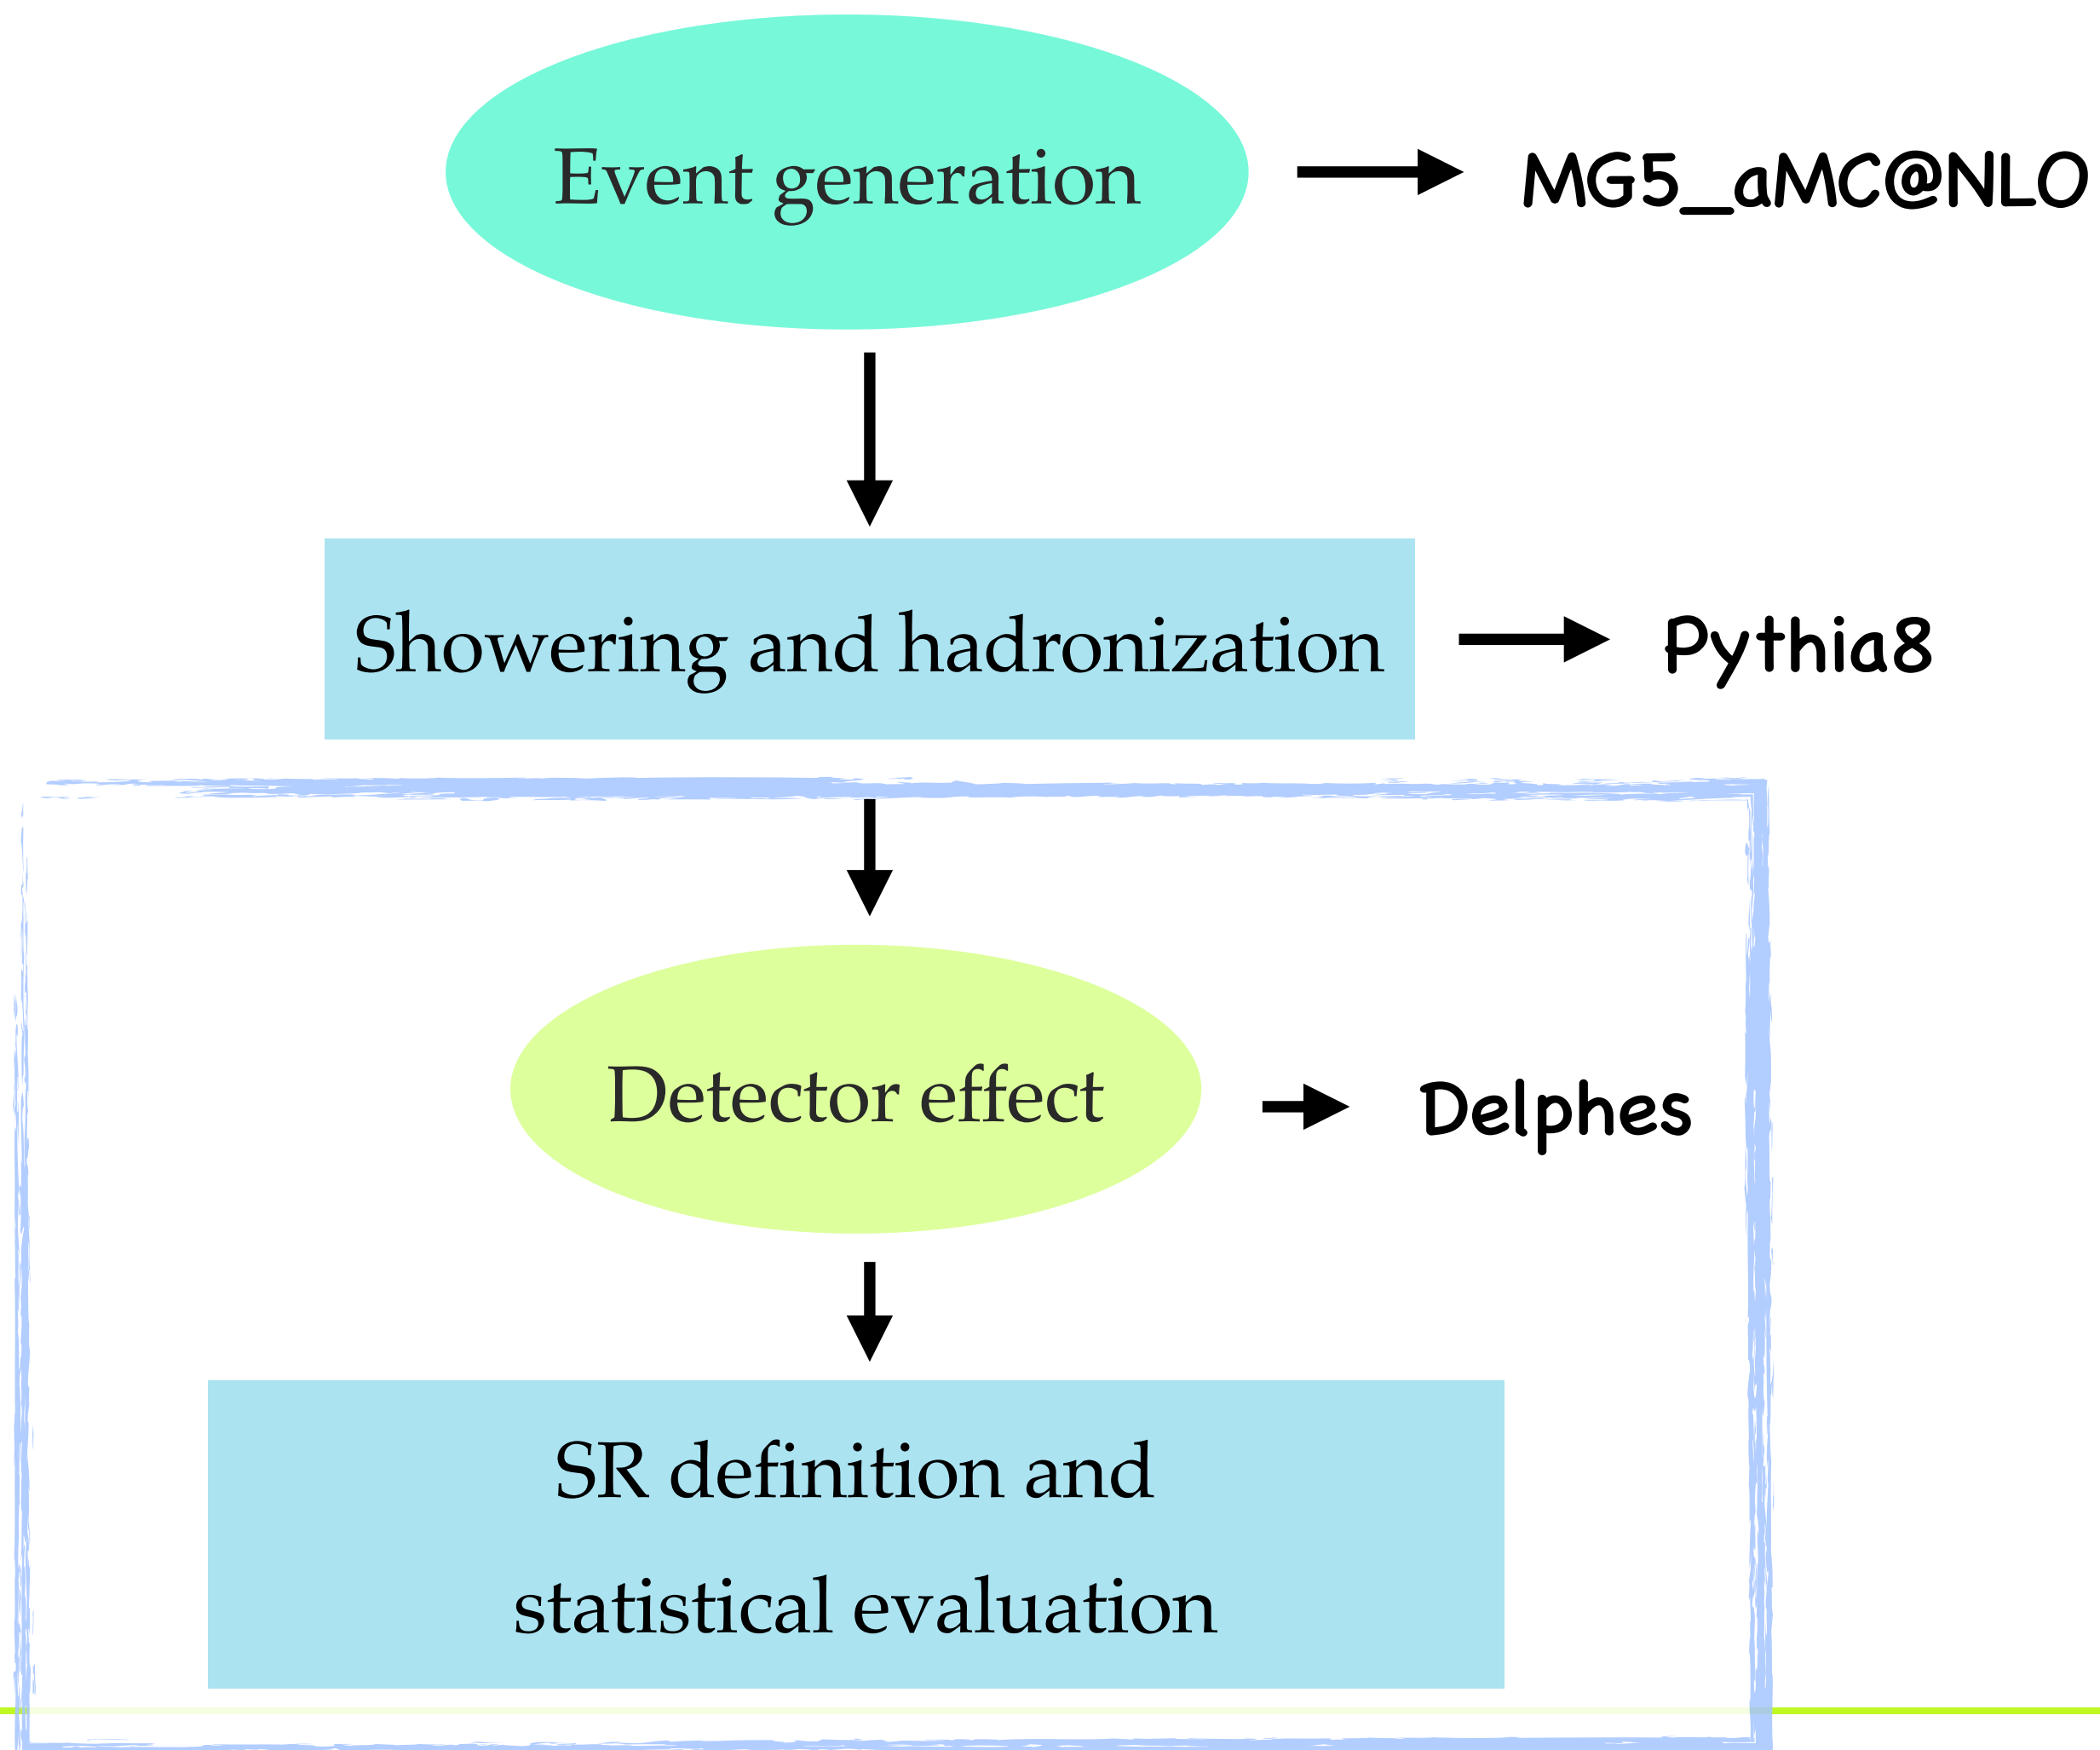 Event generation
MG5_aMC@NLO
Showering and hadronization
Pythia8
Detector effect
Delphes
SR definition and
statistical evaluation